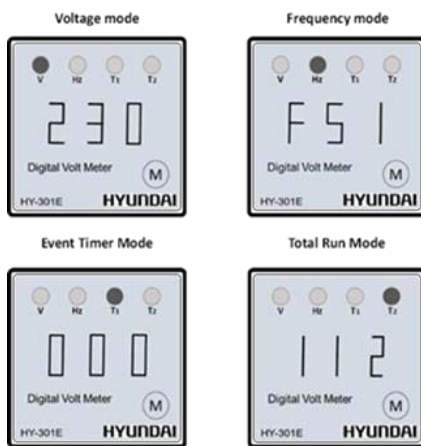 Voltage mode
V Hz T1 T2
230
Digital Volt Meter
M
HY-301E HYUNDAI
Frequency mode
V Hz T1 T2
F51
Digital Volt Meter
M
HY-301E HYUNDAI
Event Timer Mode
V Hz T1 T2
000
Digital Volt Meter
M
HY-301E HYUNDAI
Total Run Mode
V Hz T1 T2
112
Digital Volt Meter
M
HY-301E HYUNDAI